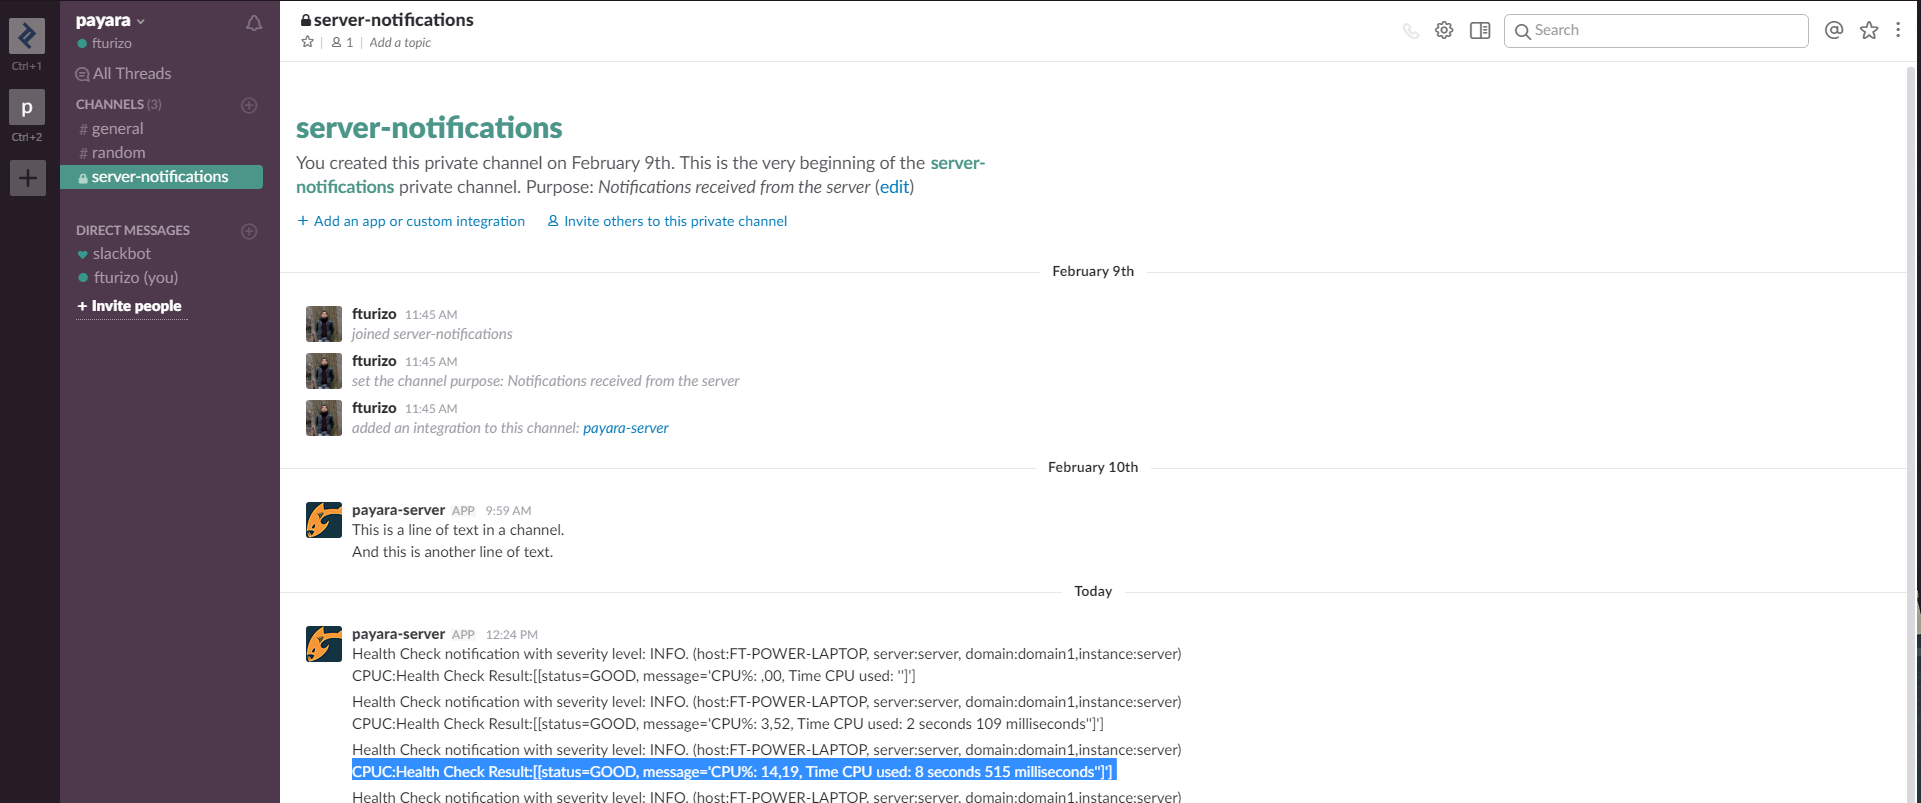 Ctrl+1
p
Ctrl+2
payara
fturizo
All Threads
CHANNELS (3)
# general
# random
server-notifications
DIRECT MESSAGES
slackbot
fturizo (you)
+ Invite people
server-notifications
1
Add a topic
Search
server-notifications
You created this private channel on February 9th. This is the very beginning of the server-
notifications private channel. Purpose: Notifications received from the server (edit)
+ Add an app or custom integration
Invite others to this private channel
February 9th
fturizo 11:45 AM
joined server-notifications
fturizo 11:45 AM
set the channel purpose: Notifications received from the server
fturizo 11:45 AM
added an integration to this channel: payara-server
February 10th
payara-server APP 9:59 AM
This is a line of text in a channel.
And this is another line of text.
Today
payara-server APP 12:24 PM
Health Check notification with severity level: INFO. (host:FT-POWER-LAPTOP, server:server, domain:domain1,instance:server)
CPUC:Health Check Result:[[status=GOOD, message='CPU%: ,00, Time CPU used: '']']
Health Check notification with severity level: INFO. (host:FT-POWER-LAPTOP, server:server, domain:domain1,instance:server)
CPUC:Health Check Result:[[status=GOOD, message='CPU%: 3,52, Time CPU used: 2 seconds 109 milliseconds'']']
Health Check notification with severity level: INFO. (host:FT-POWER-LAPTOP, server:server, domain:domain1,instance:server)
CPUC:Health Check Result:[[status=GOOD, message='CPU%: 14,19, Time CPU used: 8 seconds 515 milliseconds'']']
Health Check notification with severity level: INFO. (host:FT-POWER-LAPTOP, server:server, domain:domain1,instance:server)